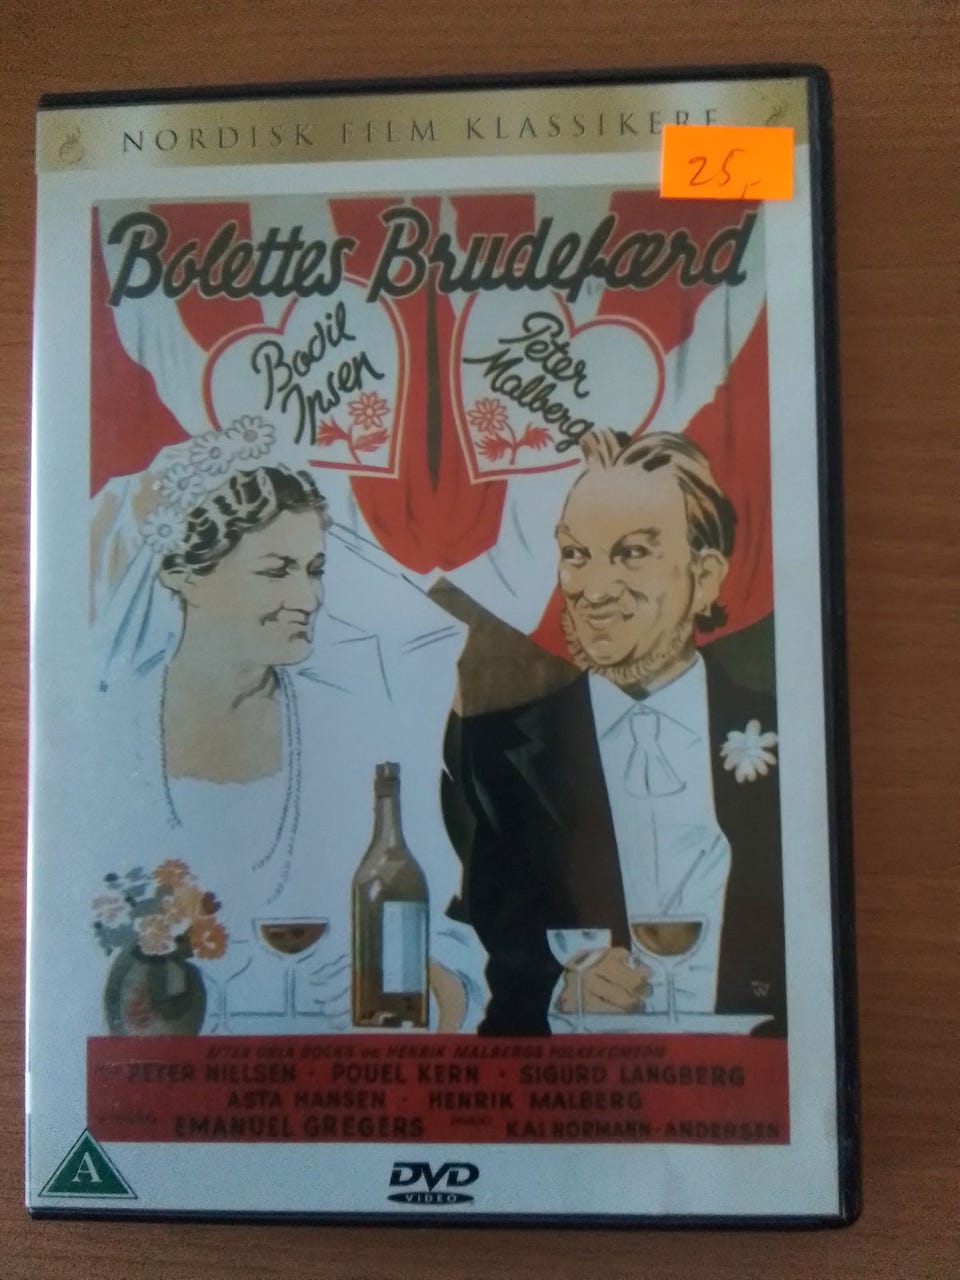 NORDISK FILM KLASSIKERE
25,-
Bolettes Brudefærd
Bodil
Ipsen
Peter
Malberg
W
EFTER ORLA BOCKS OG HENRIK MALBERGS FOLKEKOMEDIE
PETER NIELSEN · POUEL KERN · SIGURD LANGBERG
ASTA HANSEN · HENRIK MALBERG
EMANUEL GREGERS KAI NORMANN-ANDERSEN
A
DVD
VIDEO